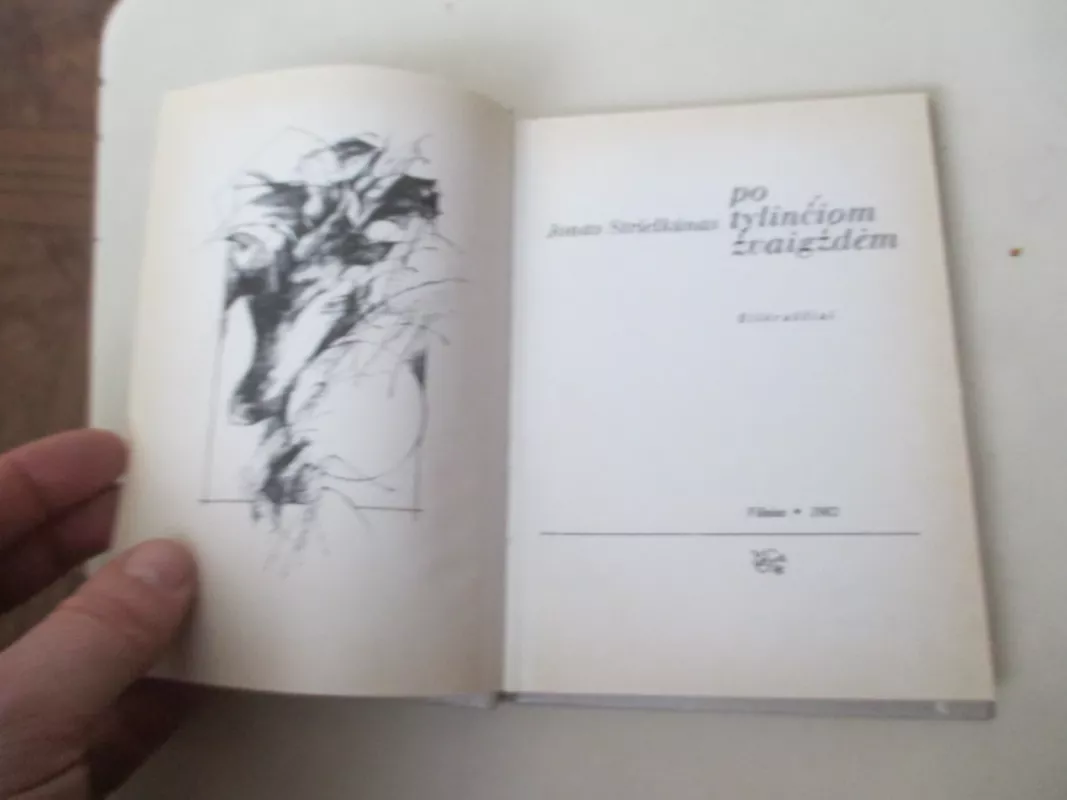 Jonas Strielkūnas
po
tylinčiom
žvaigždėm
Eilėraščiai
Vilnius • 1982